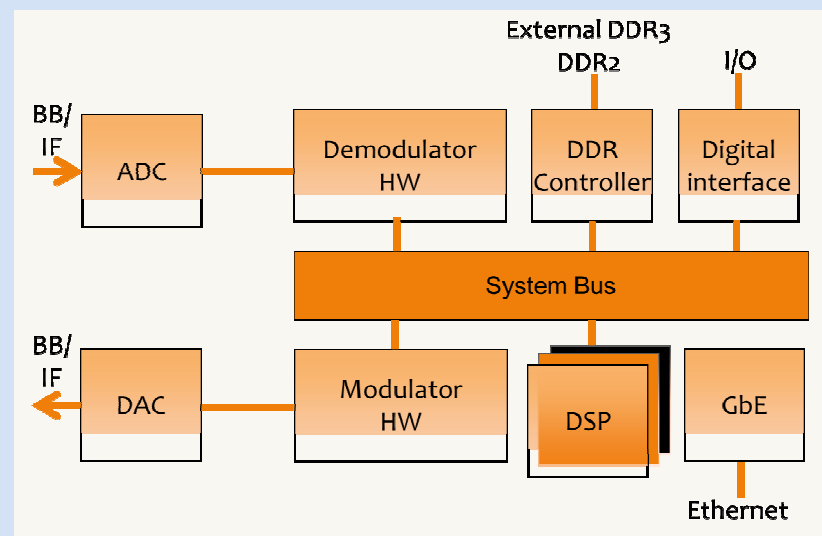 External DDR3
DDR2
I/O
BB/
IF
ADC
Demodulator
HW
DDR
Controller
Digital
interface
System Bus
BB/
IF
DAC
Modulator
HW
DSP
GbE
Ethernet